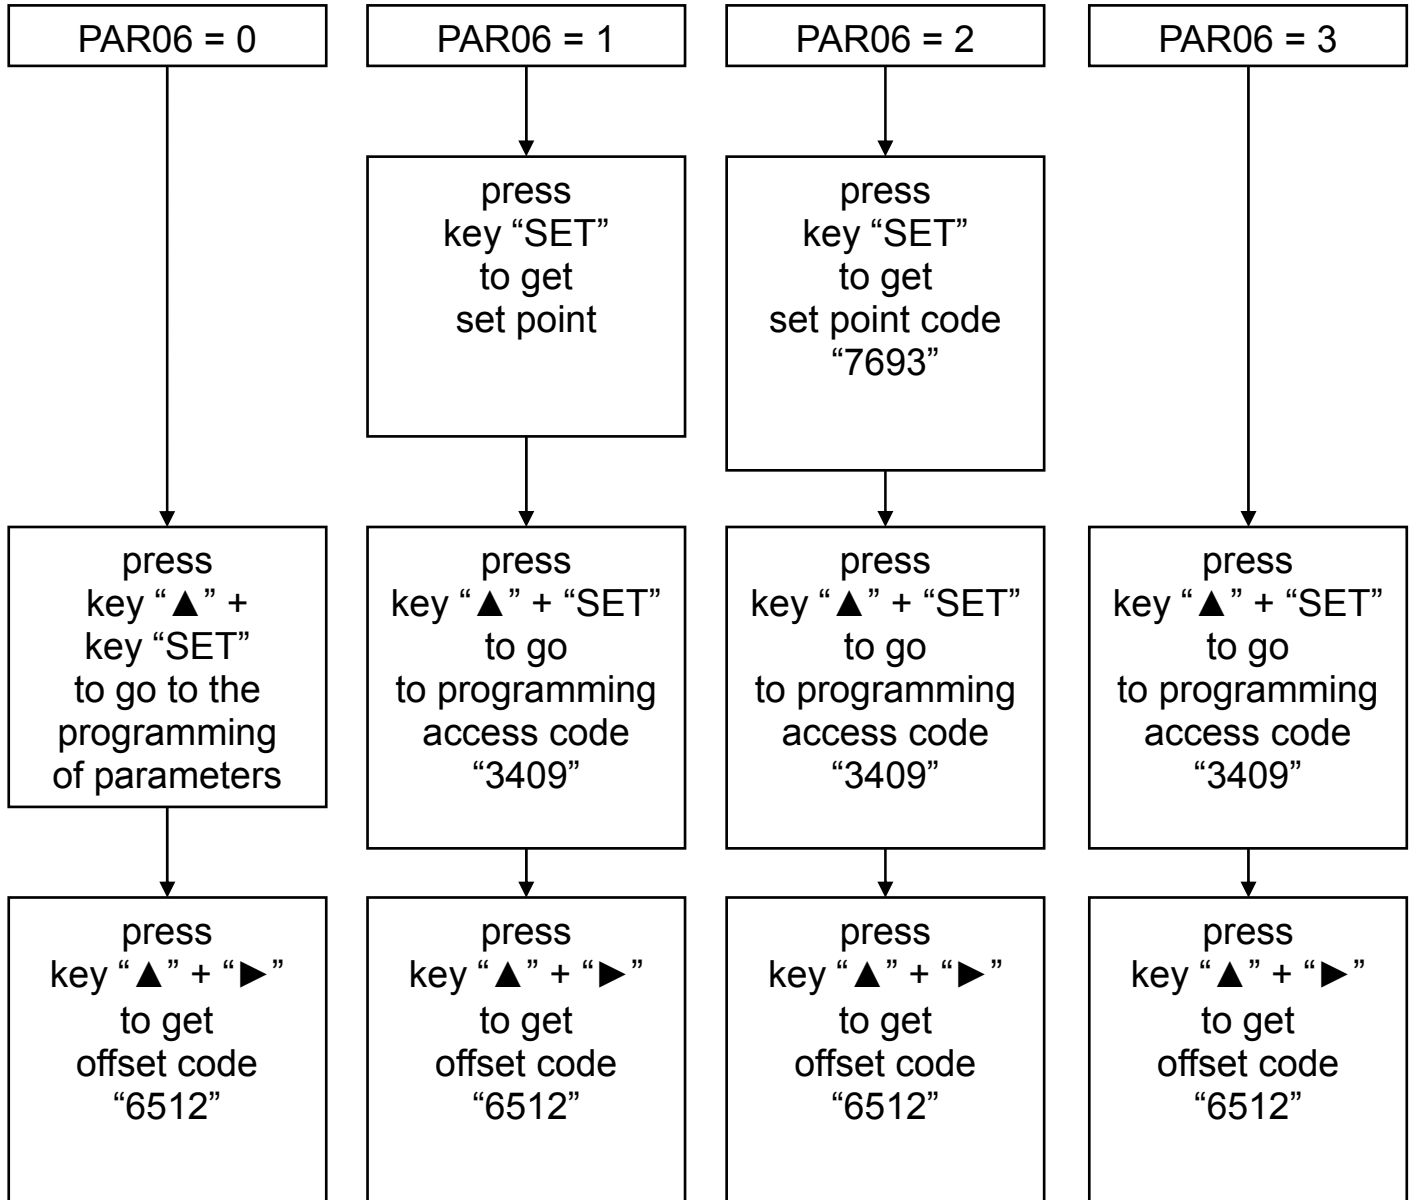 PAR06 = 0
PAR06 = 1
PAR06 = 2
PAR06 = 3
press
key “SET”
to get
set point
press
key “SET”
to get
set point code
“7693”
press
key “▲” +
key “SET”
to go to the
programming
of parameters
press
key “▲” + “SET”
to go
to programming
access code
“3409”
press
key “▲” + “SET”
to go
to programming
access code
“3409”
press
key “▲” + “SET”
to go
to programming
access code
“3409”
press
key “▲” + “►”
to get
offset code
“6512”
press
key “▲” + “►”
to get
offset code
“6512”
press
key “▲” + “►”
to get
offset code
“6512”
press
key “▲” + “►”
to get
offset code
“6512”